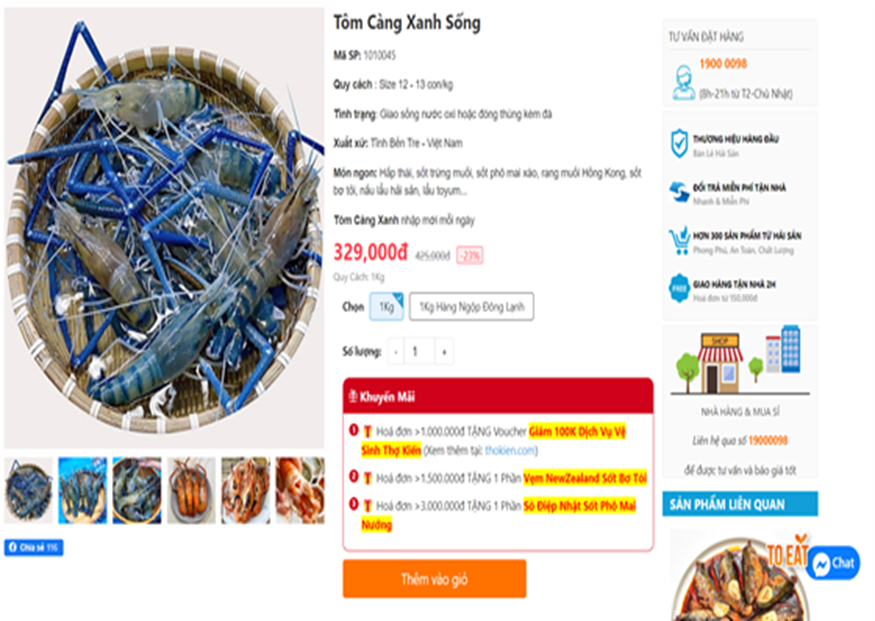 Tôm Càng Xanh Sống
Mã SP: 1010045
Quy cách : Size 12 - 13 con/kg
Tình trạng: Giao sống nước oxi hoặc đóng thùng kèm đá
Xuất xứ: Tỉnh Bến Tre - Việt Nam
Món ngon: Hấp thái, sốt trứng muối, sốt phô mai xào, rang muối Hồng Kong, sốt
bơ tỏi, nấu lẩu hải sản, lẩu toyum...
Tôm Càng Xanh nhập mới mỗi ngày
329,000đ 425,000đ -23%
Quy Cách: 1Kg
Chọn 1Kg 1Kg Hàng Ngộp Đông Lạnh
Số lượng: - 1 +
Khuyến Mãi
1 Hoá đơn >1.000.000đ TẶNG Voucher Giảm 100K Dịch Vụ Vệ
Sinh Thợ Kiến (Xem thêm tại: thokien.com)
2 Hoá đơn >1.500.000đ TẶNG 1 Phần Vẹm NewZealand Sốt Bơ Tỏi
Hoá đơn >3.000.000đ TẶNG 1 Phần Sò Điệp Nhật Sốt Phô Mai
Nướng
Thêm vào giỏ
Chia sẻ 116
TƯ VẤN ĐẶT HÀNG
1900 0098
(8h-21h từ T2-Chủ Nhật)
THƯƠNG HIỆU HÀNG ĐẦU
Bán Lẻ Hải Sản
ĐỔI TRẢ MIỄN PHÍ TẬN NHÀ
Nhanh & Miễn Phí
HƠN 300 SẢN PHẨM TỪ HẢI SẢN
Phong Phú, An Toàn, Chất Lượng
FREE
GIAO HÀNG TẬN NHÀ 2H
Hoá đơn từ 150.000đ
SHOP
NHÀ HÀNG & MUA SỈ
Liên hệ qua số 19000098
để được tư vấn và báo giá tốt
SẢN PHẨM LIÊN QUAN
TO EAT
Chat